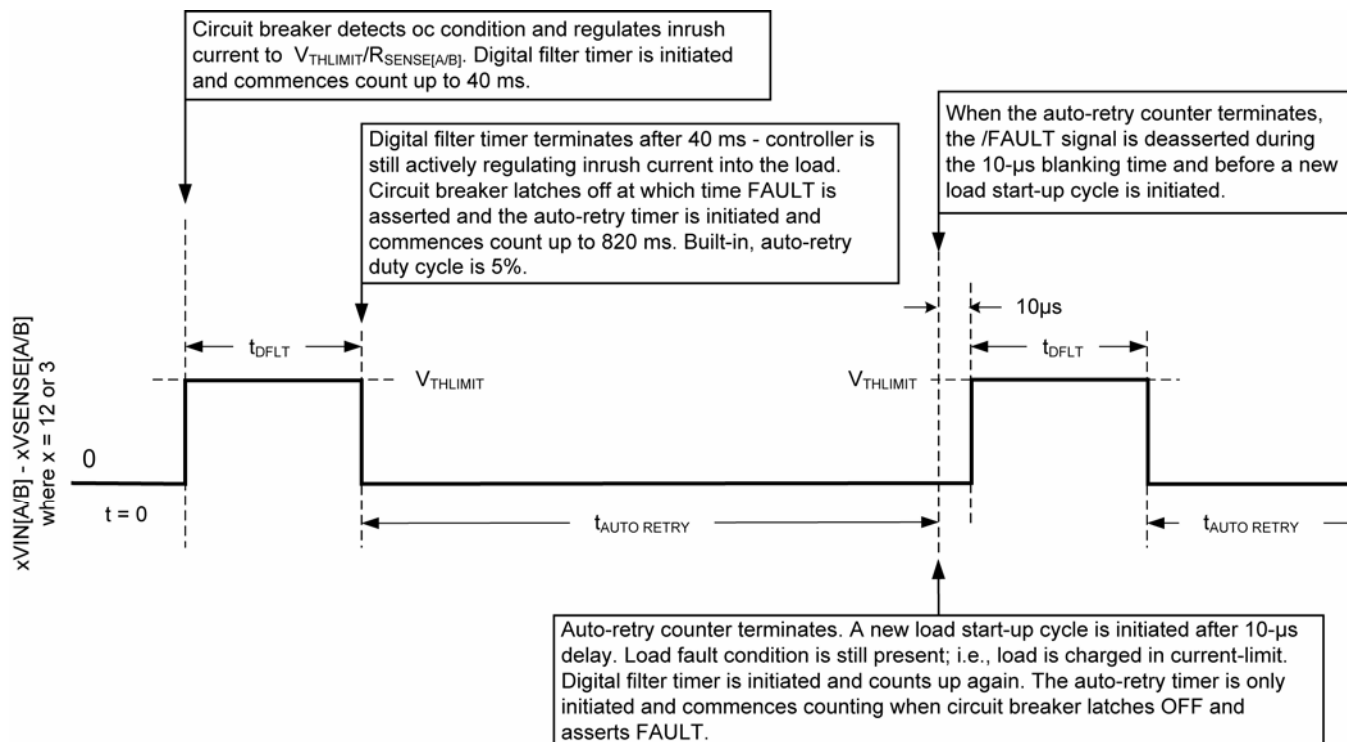 Circuit breaker detects oc condition and regulates inrush
current to VTHLIMIT/RSENSE[A/B]. Digital filter timer is initiated
and commences count up to 40 ms.
When the auto-retry counter terminates,
the /FAULT signal is deasserted during
the 10-µs blanking time and before a new
load start-up cycle is initiated.
Digital filter timer terminates after 40 ms - controller is
still actively regulating inrush current into the load.
Circuit breaker latches off at which time FAULT is
asserted and the auto-retry timer is initiated and
commences count up to 820 ms. Built-in, auto-retry
duty cycle is 5%.
10µs
tDFLT
tDFLT
VTHLIMIT
VTHLIMIT
xVIN[A/B] - xVSENSE[A/B]
where x = 12 or 3
0
t = 0
tAUTO RETRY
tAUTO RETRY
Auto-retry counter terminates. A new load start-up cycle is initiated after 10-µs
delay. Load fault condition is still present; i.e., load is charged in current-limit.
Digital filter timer is initiated and counts up again. The auto-retry timer is only
initiated and commences counting when circuit breaker latches OFF and
asserts FAULT.